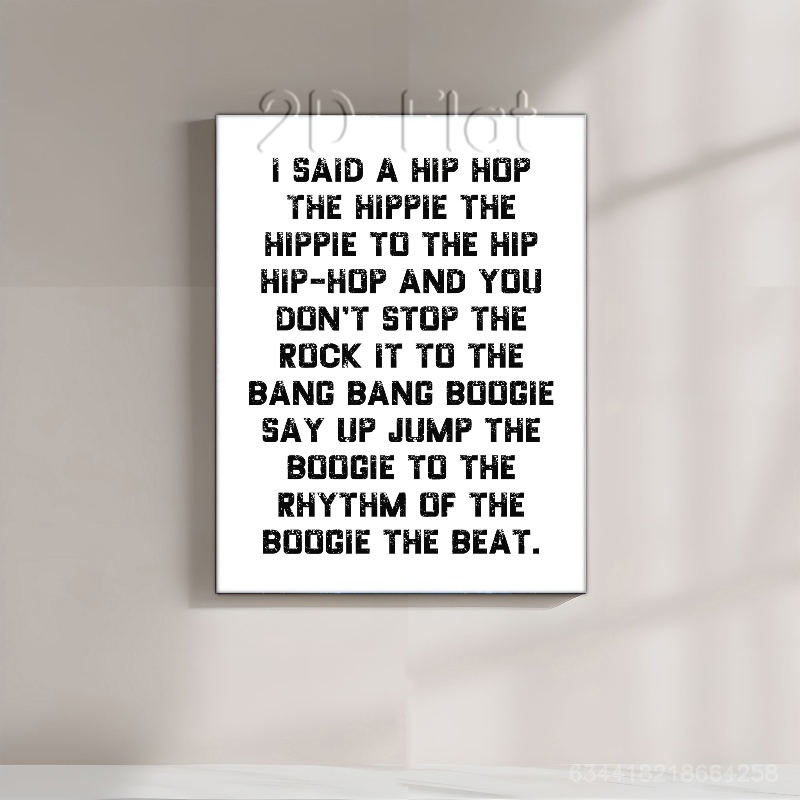 2D Flat
I SAID A HIP HOP
THE HIPPIE THE
HIPPIE TO THE HIP
HIP-HOP AND YOU
DON'T STOP THE
ROCK IT TO THE
BANG BANG BOOGIE
SAY UP JUMP THE
BOOGIE TO THE
RHYTHM OF THE
BOOGIE THE BEAT.
634418218664258